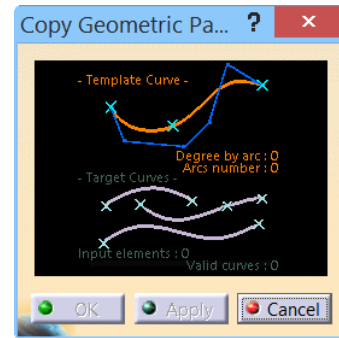 Copy Geometric Pa... ? ×
- Template Curve -
Degree by arc : 0
Arcs number : 0
- Target Curves -
Input elements : 0
Valid curves : 0
OK Apply Cancel